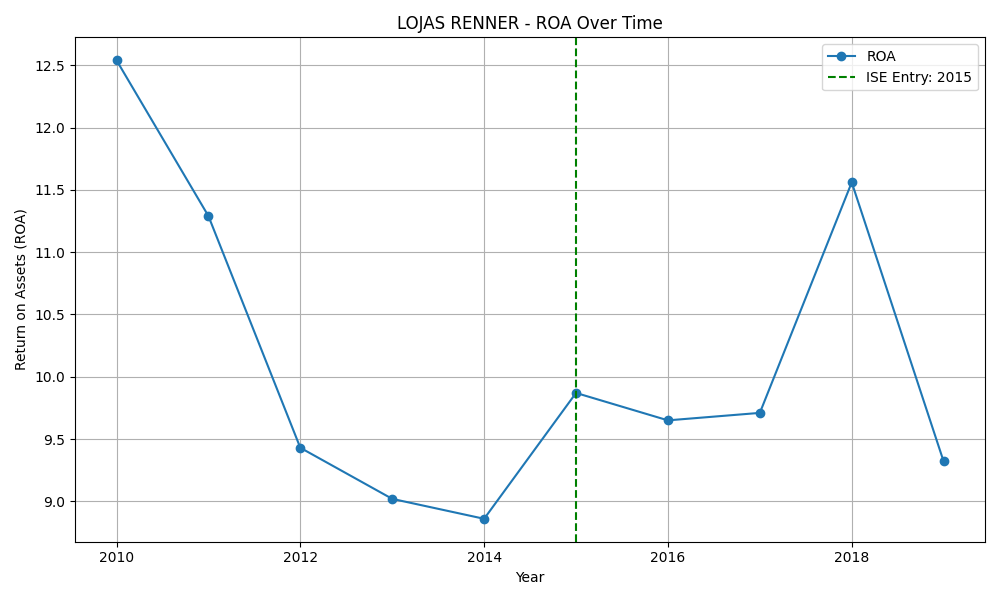 LOJAS RENNER - ROA Over Time
ROA
ISE Entry: 2015
Return on Assets (ROA)
12.5
12.0
11.5
11.0
10.5
10.0
9.5
9.0
2010
2012
2014
2016
2018
Year